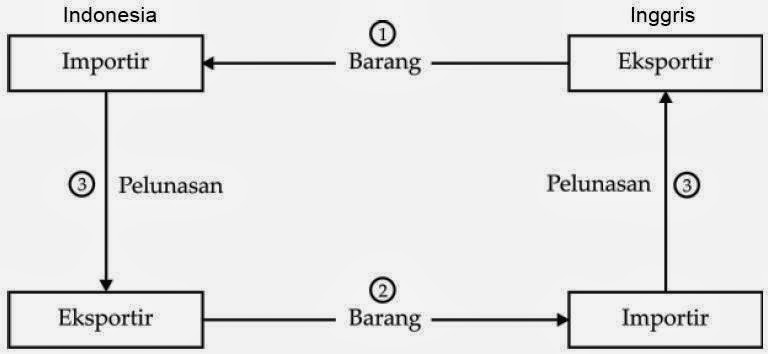 Indonesia
Inggris
①
Importir
Barang
Eksportir
③ Pelunasan
Pelunasan ③
②
Eksportir
Barang
Importir